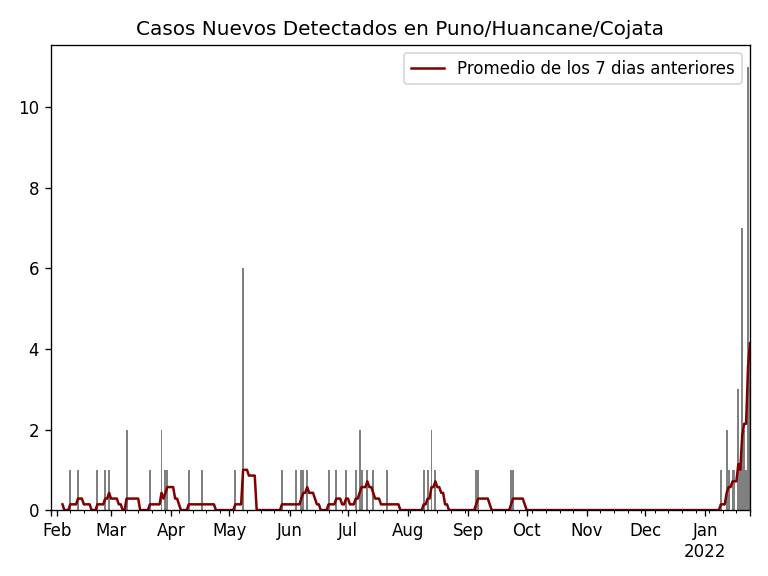 Casos Nuevos Detectados en Puno/Huancane/Cojata
Promedio de los 7 dias anteriores
10
8
6
4
2
0
Feb Mar Apr May Jun Jul Aug Sep Oct Nov Dec Jan
2022